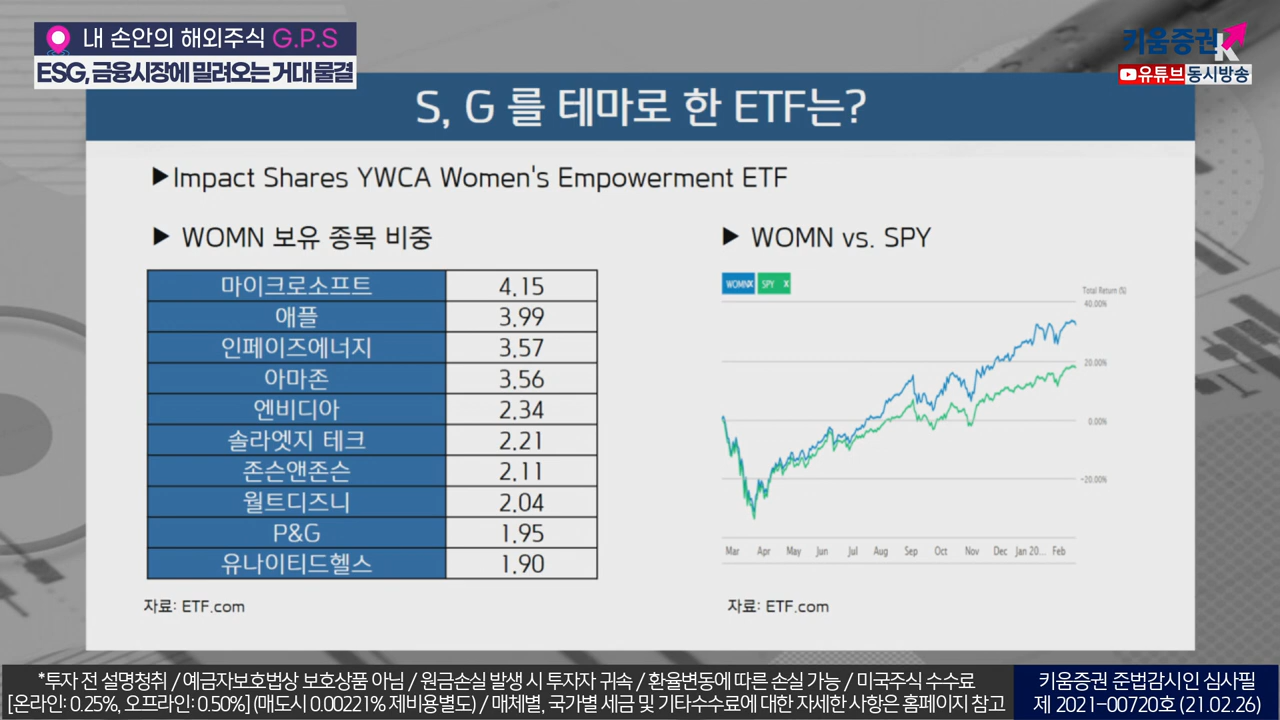 내 손안의 해외주식 G.P.S
ESG, 금융시장에 밀려오는 거대 물결
키움증권
유튜브 동시방송
S, G 를 테마로 한 ETF는?
▶Impact Shares YWCA Women's Empowerment ETF
▶ WOMN 보유 종목 비중
마이크로소프트 4.15
애플 3.99
인페이즈에너지 3.57
아마존 3.56
엔비디아 2.34
솔라엣지 테크 2.21
존슨앤존슨 2.11
월트디즈니 2.04
P&G 1.95
유나이티드헬스 1.90
자료: ETF.com
▶ WOMN vs. SPY
WOMN X SPY X
Total Return (%)
40.00%
20.00%
0.00%
-20.00%
Mar Apr May Jun Jul Aug Sep Oct Nov Dec Jan 20... Feb
자료: ETF.com
*투자 전 설명청취 / 예금자보호법상 보호상품 아님 / 원금손실 발생 시 투자자 귀속 / 환율변동에 따른 손실 가능 / 미국주식 수수료
[온라인: 0.25%, 오프라인: 0.50%] (매도시 0.00221% 제비용별도) / 매체별, 국가별 세금 및 기타수수료에 대한 자세한 사항은 홈페이지 참고
키움증권 준법감시인 심사필
제 2021-00720호 (21.02.26)